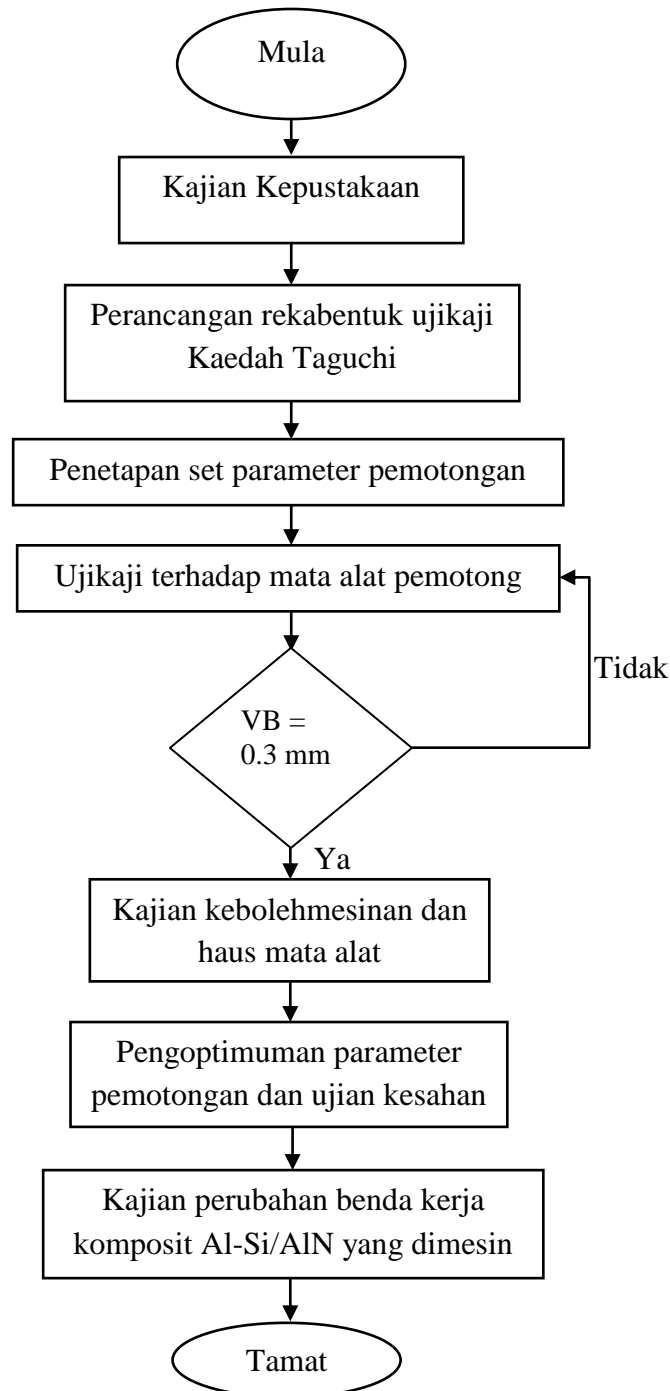 Mula
Kajian Kepustakaan
Perancangan rekabentuk ujikaji
Kaedah Taguchi
Penetapan set parameter pemotongan
Ujikaji terhadap mata alat pemotong
Tidak
VB =
0.3 mm
Ya
Kajian kebolehmesinan dan
haus mata alat
Pengoptimuman parameter
pemotongan dan ujian kesahan
Kajian perubahan benda kerja
komposit Al-Si/AlN yang dimesin
Tamat